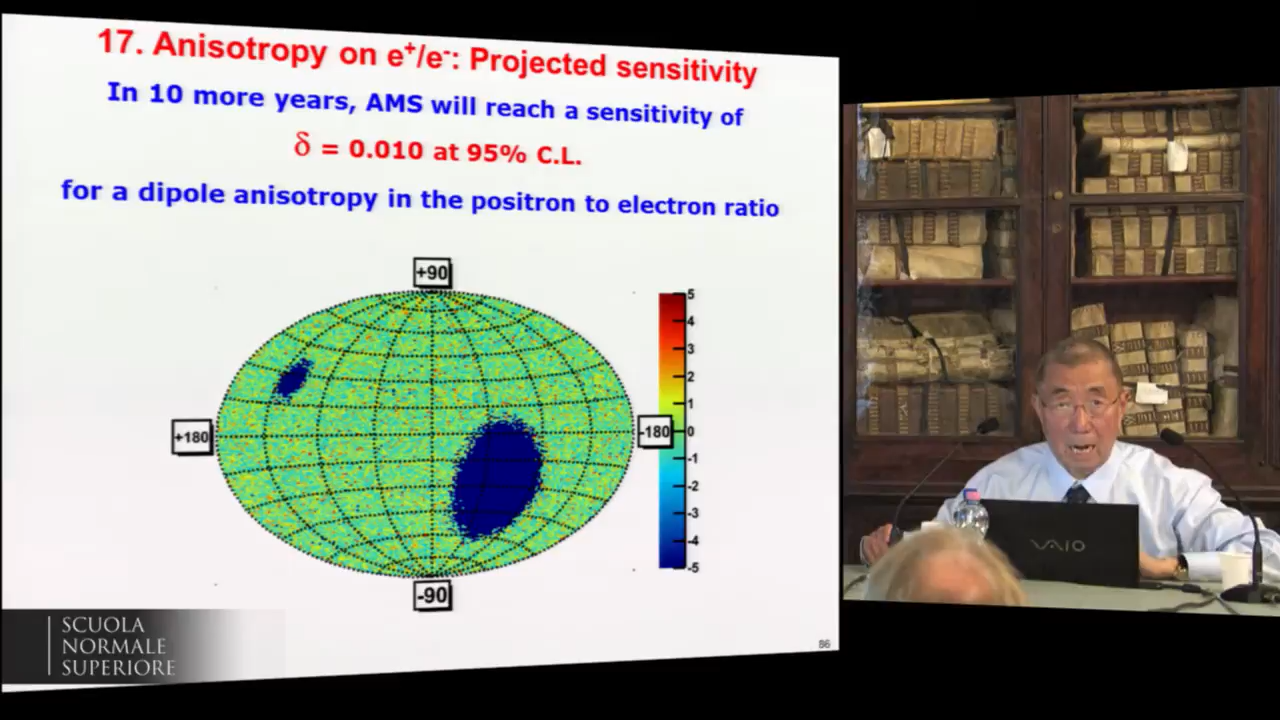 17. Anisotropy on e⁺/e⁻: Projected sensitivity
In 10 more years, AMS will reach a sensitivity of
δ = 0.010 at 95% C.L.
for a dipole anisotropy in the positron to electron ratio
+90
+180
-180
-90
5
4
3
2
1
0
-1
-2
-3
-4
-5
86
SCUOLA
NORMALE
SUPERIORE
VAIO